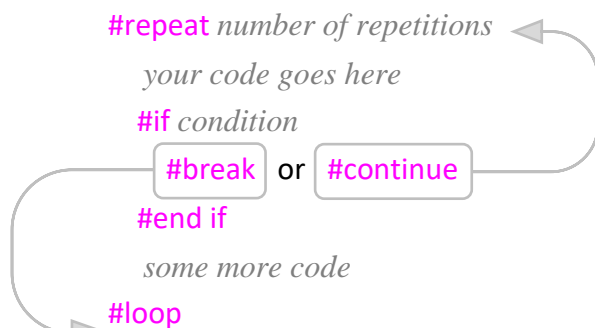 #repeat number of repetitions
your code goes here
#if condition
#break or #continue
#end if
some more code
#loop